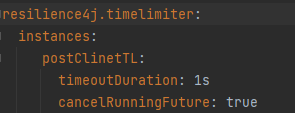 resilience4j.timelimiter:
instances:
postClinetTL:
timeoutDuration: 1s
cancelRunningFuture: true